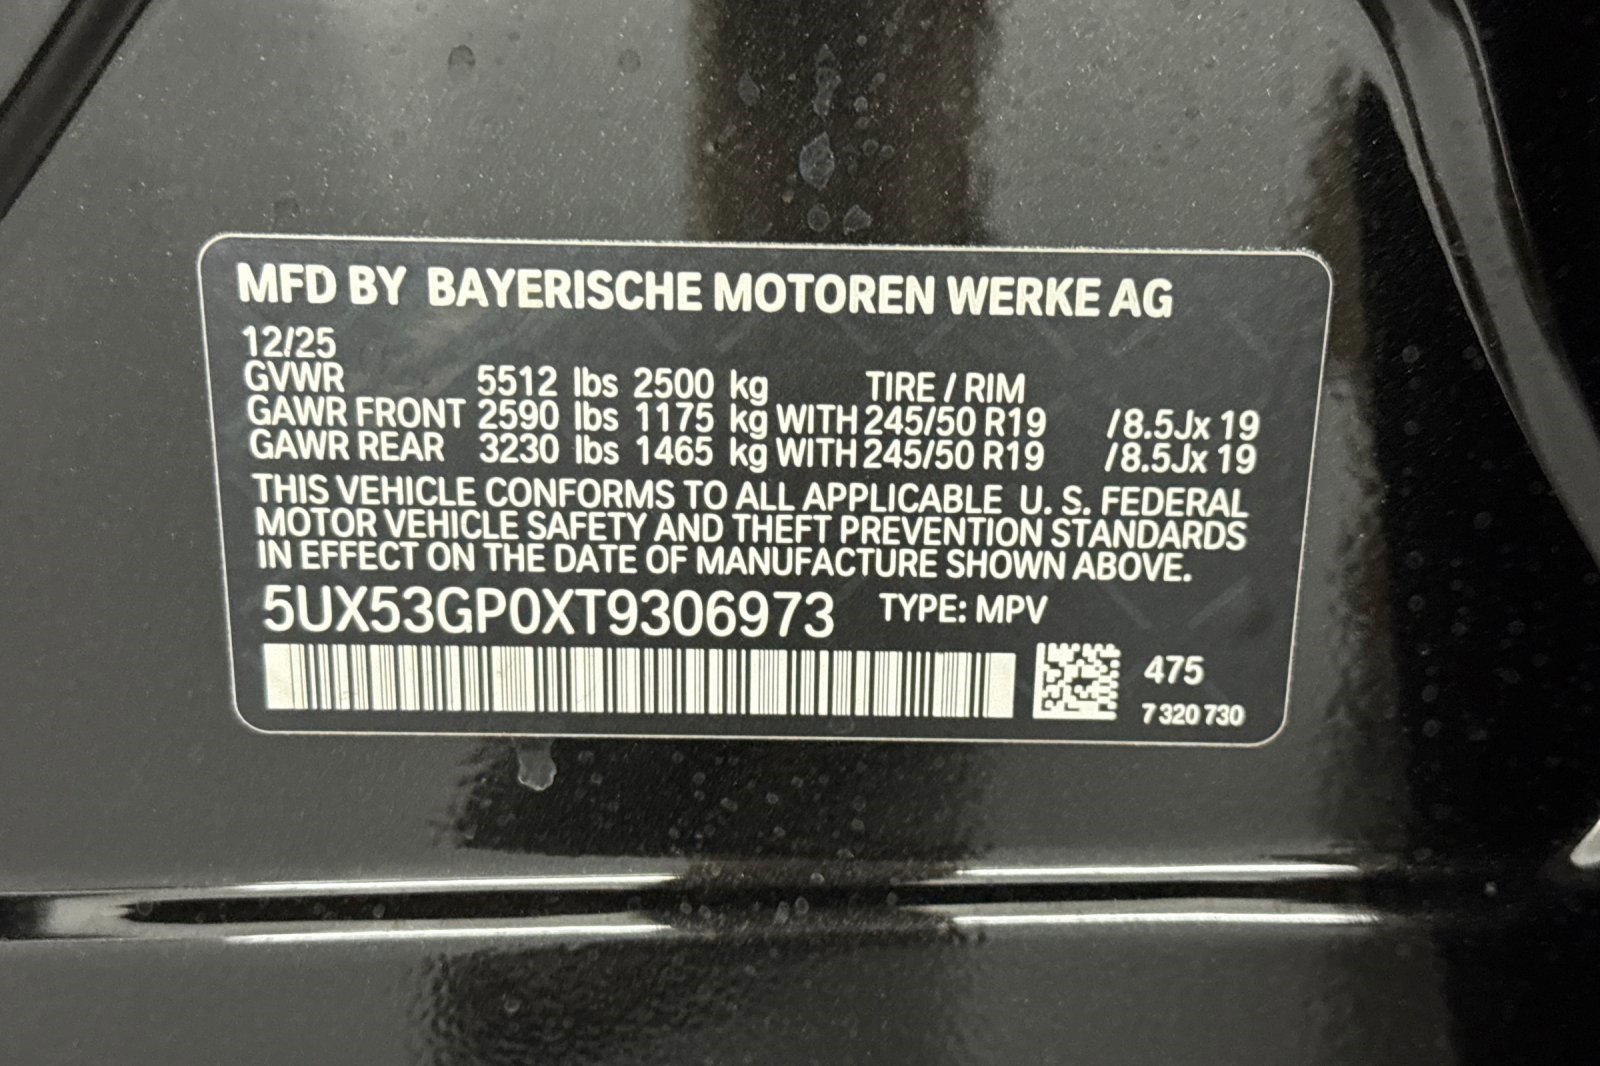 MFD BY BAYERISCHE MOTOREN WERKE AG
12/25
GVWR 5512 lbs 2500 kg TIRE / RIM
GAWR FRONT 2590 lbs 1175 kg WITH 245/50 R19 /8.5Jx 19
GAWR REAR 3230 lbs 1465 kg WITH 245/50 R19 /8.5Jx 19
THIS VEHICLE CONFORMS TO ALL APPLICABLE U. S. FEDERAL
MOTOR VEHICLE SAFETY AND THEFT PREVENTION STANDARDS
IN EFFECT ON THE DATE OF MANUFACTURE SHOWN ABOVE.
5UX53GP0XT9306973 TYPE: MPV
475
7 320 730